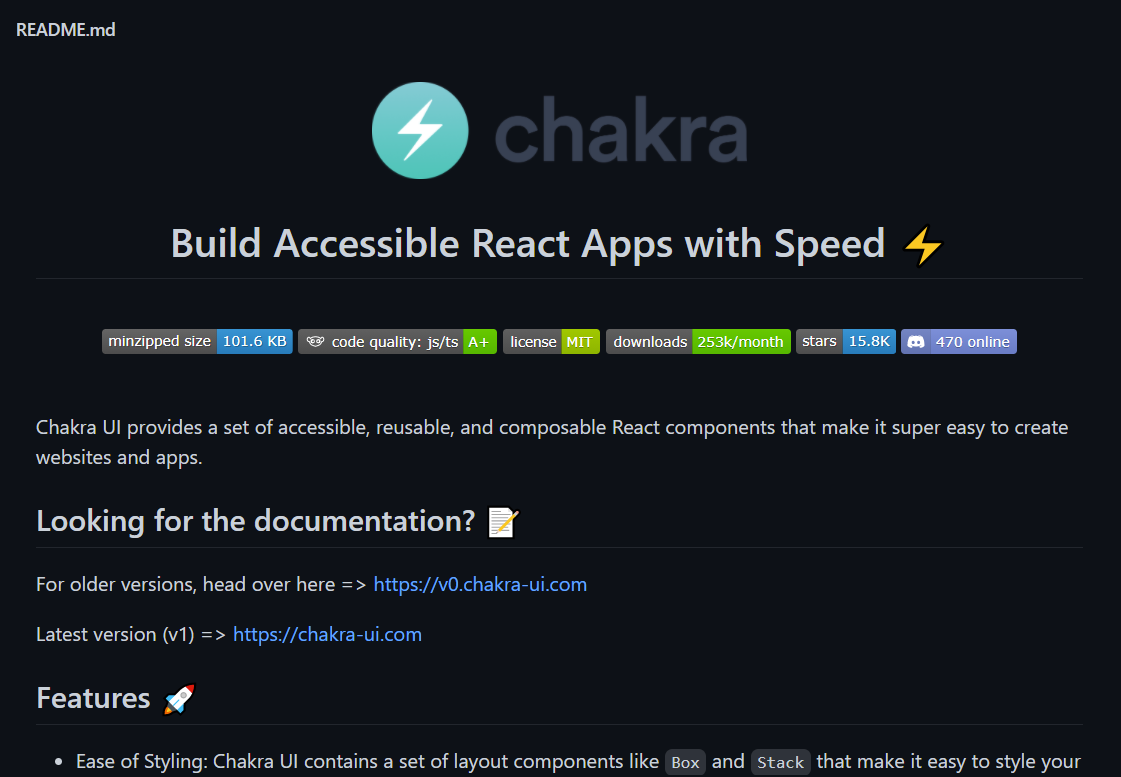 README.md
chakra
Build Accessible React Apps with Speed ⚡
minzipped size 101.6 KB code quality: js/ts A+ license MIT downloads 253k/month stars 15.8K 470 online
Chakra UI provides a set of accessible, reusable, and composable React components that make it super easy to create
websites and apps.
Looking for the documentation? 📝
For older versions, head over here => https://v0.chakra-ui.com
Latest version (v1) => https://chakra-ui.com
Features 🚀
• Ease of Styling: Chakra UI contains a set of layout components like Box and Stack that make it easy to style your